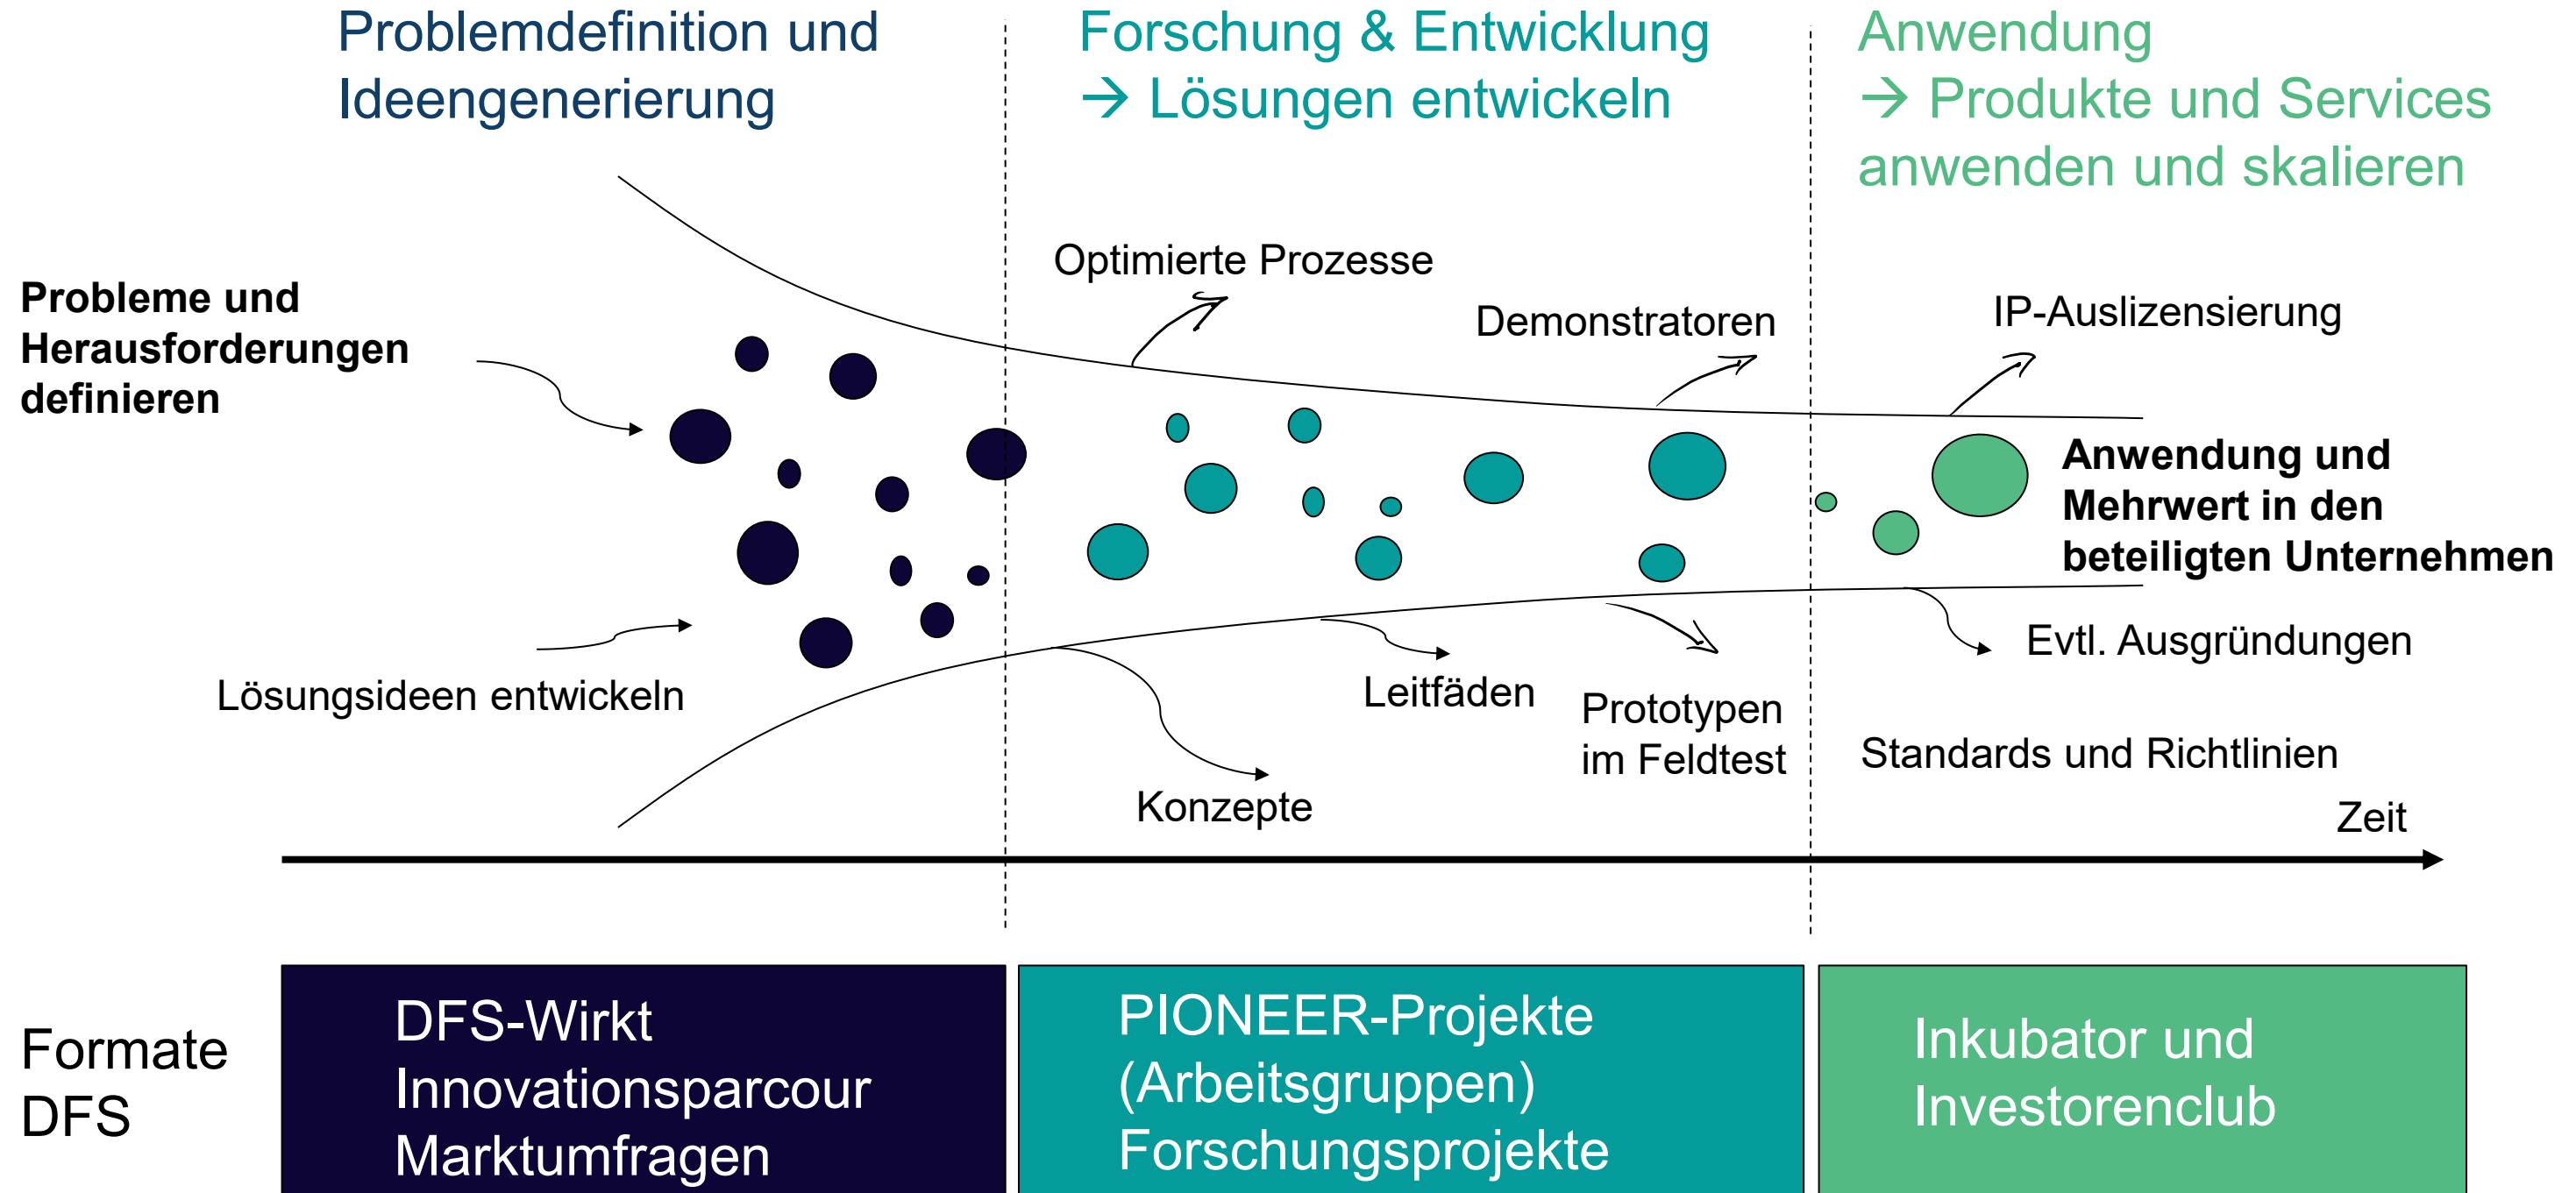 Problemdefinition und
Ideengenerierung
Forschung & Entwicklung
→ Lösungen entwickeln
Anwendung
→ Produkte und Services
anwenden und skalieren
Probleme und
Herausforderungen
definieren
Optimierte Prozesse
Demonstratoren
IP-Auslizensierung
Anwendung und
Mehrwert in den
beteiligten Unternehmen
Lösungsideen entwickeln
Konzepte
Leitfäden
Prototypen
im Feldtest
Evtl. Ausgründungen
Standards und Richtlinien
Zeit
Formate
DFS
DFS-Wirkt
Innovationsparcour
Marktumfragen
PIONEER-Projekte
(Arbeitsgruppen)
Forschungsprojekte
Inkubator und
Investorenclub